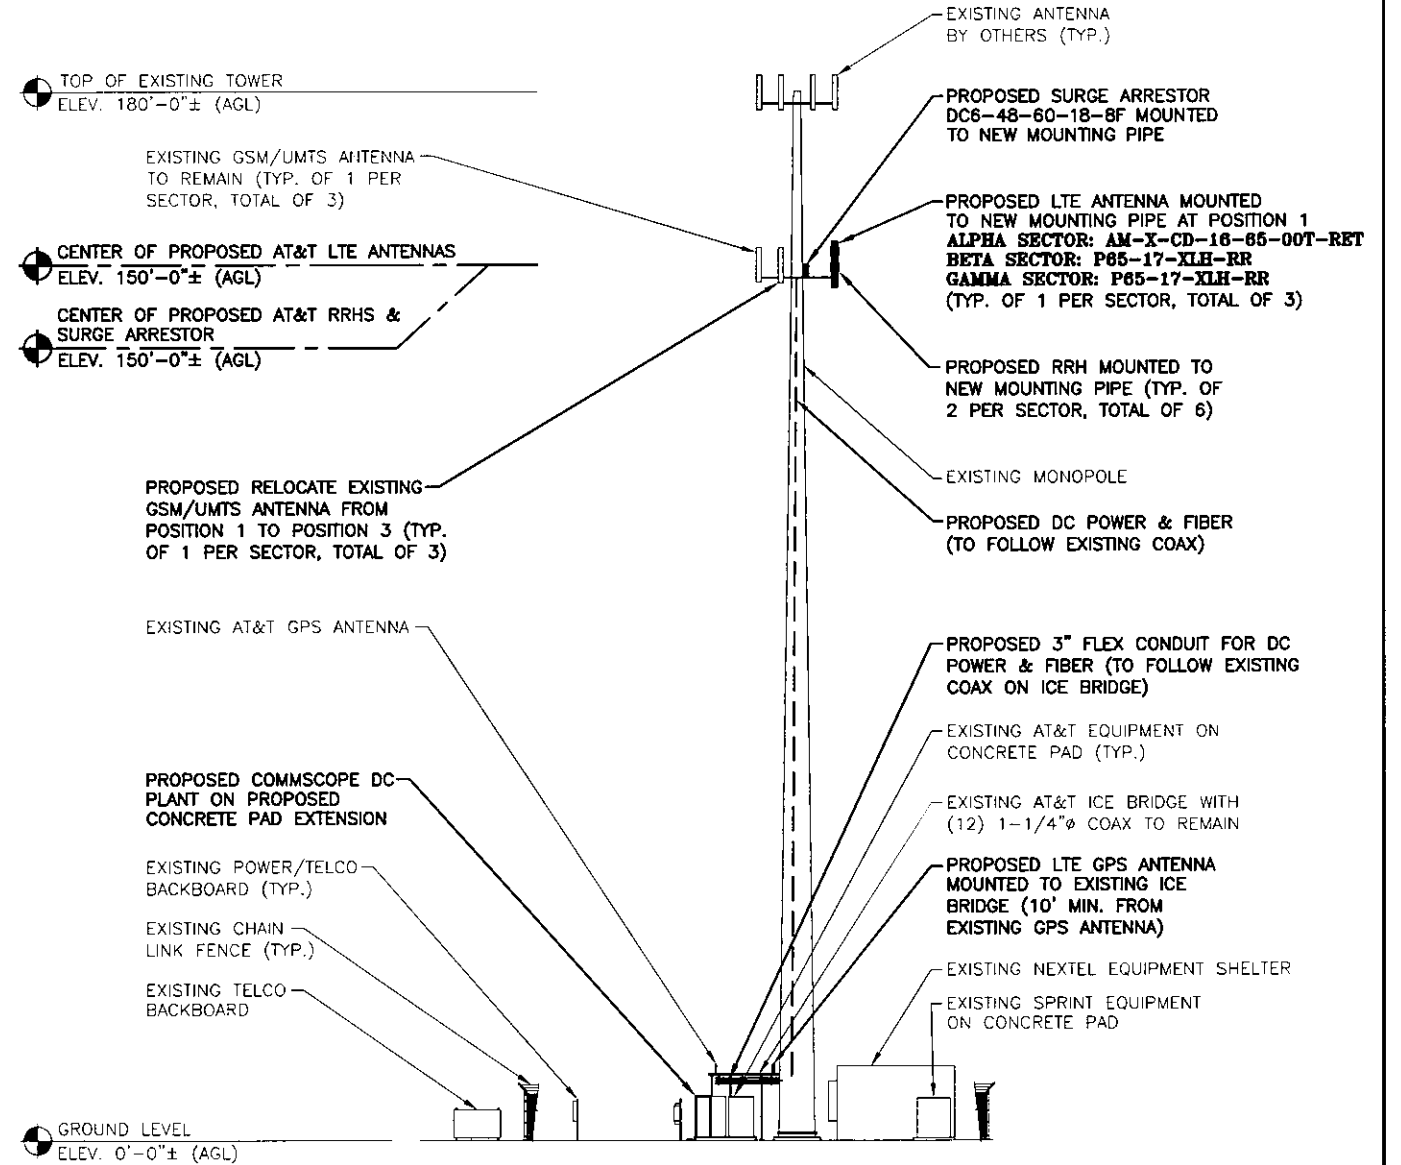 TOP OF EXISTING TOWER
ELEV. 180'-0"± (AGL)
EXISTING GSM/UMTS ANTENNA
TO REMAIN (TYP. OF 1 PER
SECTOR, TOTAL OF 3)
CENTER OF PROPOSED AT&T LTE ANTENNAS
ELEV. 150'-0"± (AGL)
CENTER OF PROPOSED AT&T RRHS &
SURGE ARRESTOR
ELEV. 150'-0"± (AGL)
PROPOSED RELOCATE EXISTING
GSM/UMTS ANTENNA FROM
POSITION 1 TO POSITION 3 (TYP.
OF 1 PER SECTOR, TOTAL OF 3)
EXISTING AT&T GPS ANTENNA
PROPOSED COMMSCOPE DC
PLANT ON PROPOSED
CONCRETE PAD EXTENSION
EXISTING POWER/TELCO
BACKBOARD (TYP.)
EXISTING CHAIN
LINK FENCE (TYP.)
EXISTING TELCO
BACKBOARD
GROUND LEVEL
ELEV. 0'-0"± (AGL)
EXISTING ANTENNA
BY OTHERS (TYP.)
PROPOSED SURGE ARRESTOR
DC6-48-60-18-8F MOUNTED
TO NEW MOUNTING PIPE
PROPOSED LTE ANTENNA MOUNTED
TO NEW MOUNTING PIPE AT POSITION 1
ALPHA SECTOR: AM-X-CD-16-65-00T-RET
BETA SECTOR: P65-17-XLH-RR
GAMMA SECTOR: P65-17-XLH-RR
(TYP. OF 1 PER SECTOR, TOTAL OF 3)
PROPOSED RRH MOUNTED TO
NEW MOUNTING PIPE (TYP. OF
2 PER SECTOR, TOTAL OF 6)
EXISTING MONOPOLE
PROPOSED DC POWER & FIBER
(TO FOLLOW EXISTING COAX)
PROPOSED 3" FLEX CONDUIT FOR DC
POWER & FIBER (TO FOLLOW EXISTING
COAX ON ICE BRIDGE)
EXISTING AT&T EQUIPMENT ON
CONCRETE PAD (TYP.)
EXISTING AT&T ICE BRIDGE WITH
(12) 1-1/4"ø COAX TO REMAIN
PROPOSED LTE GPS ANTENNA
MOUNTED TO EXISTING ICE
BRIDGE (10' MIN. FROM
EXISTING GPS ANTENNA)
EXISTING NEXTEL EQUIPMENT SHELTER
EXISTING SPRINT EQUIPMENT
ON CONCRETE PAD